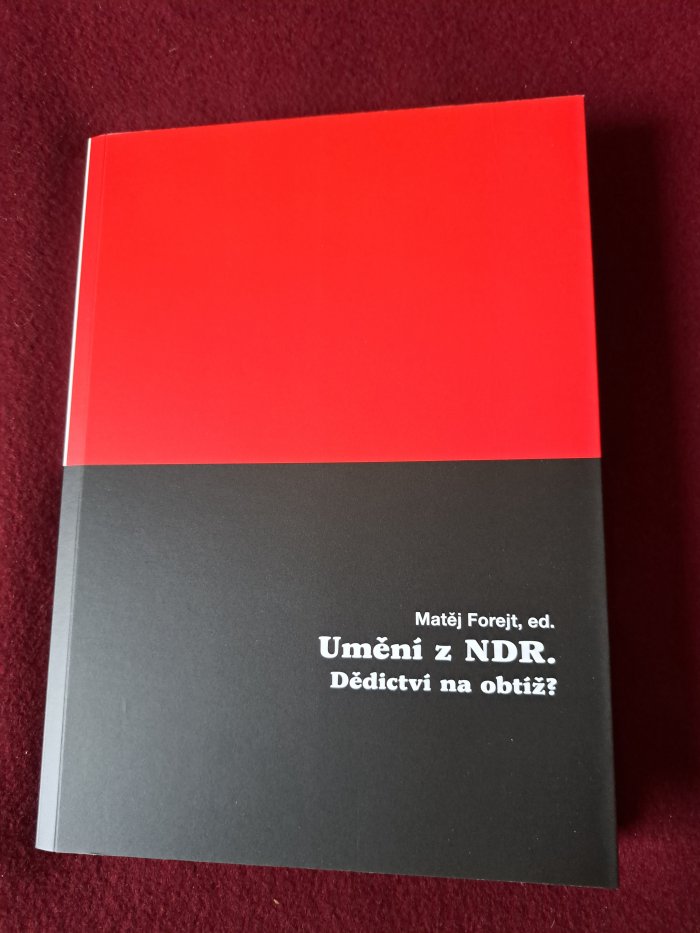 Matěj Forejt, ed.
Umění z NDR.
Dědictví na obtíž?